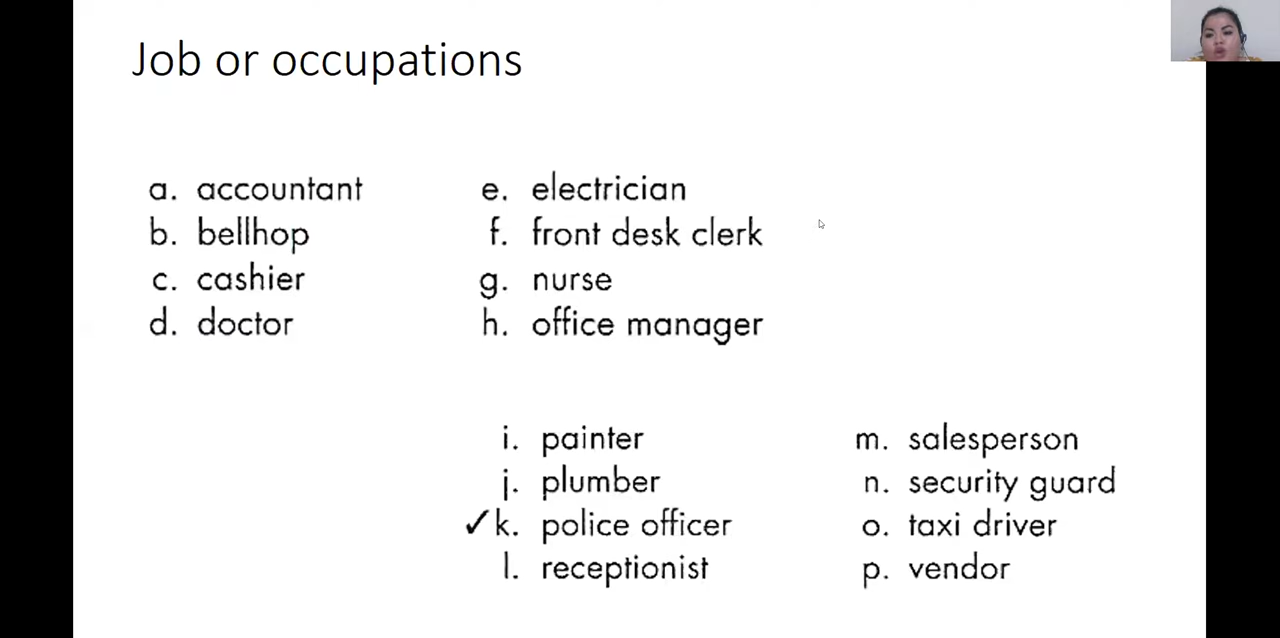 Job or occupations
a. accountant
b. bellhop
c. cashier
d. doctor
e. electrician
f. front desk clerk
g. nurse
h. office manager
i. painter
j. plumber
✓k. police officer
l. receptionist
m. salesperson
n. security guard
o. taxi driver
p. vendor